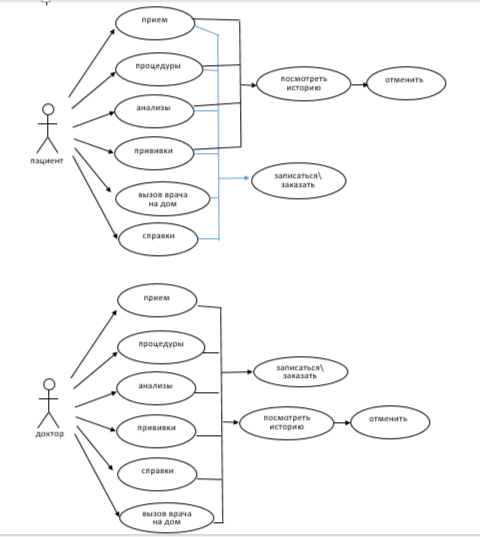 прием
процедуры
посмотреть
историю
отменить
анализы
пациент
прививки
записаться\
заказать
вызов врача
на дом
справки
прием
процедуры
записаться\
заказать
анализы
посмотреть
историю
отменить
доктор
прививки
справки
вызов врача
на дом